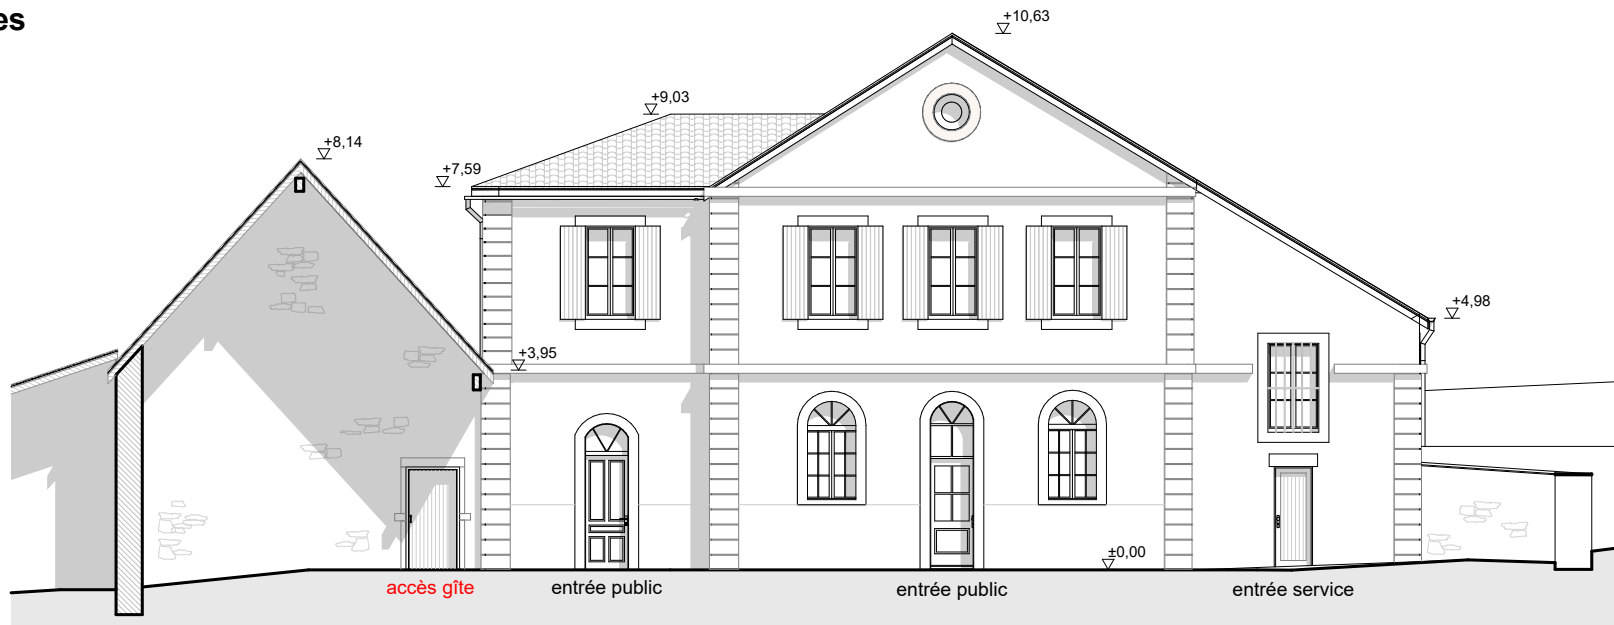 es
+10,63
+9,03
+8,14
+7,59
+4,98
+3,95
±0,00
accès gîte
entrée public
entrée public
entrée service